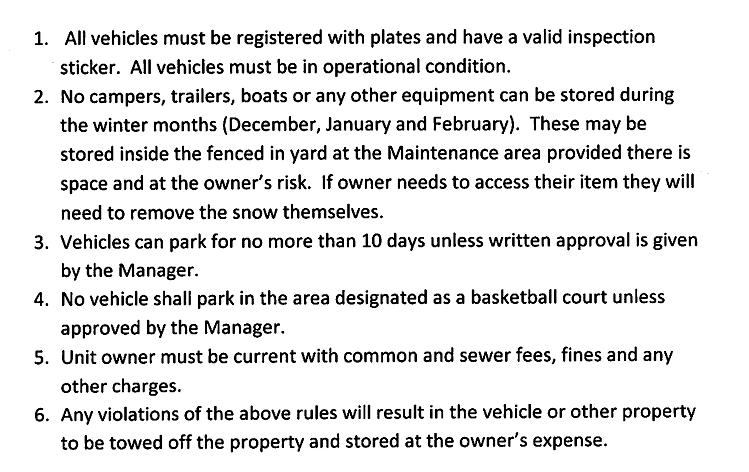 1. All vehicles must be registered with plates and have a valid inspection
sticker. All vehicles must be in operational condition.
2. No campers, trailers, boats or any other equipment can be stored during
the winter months (December, January and February). These may be
stored inside the fenced in yard at the Maintenance area provided there is
space and at the owner's risk. If owner needs to access their item they will
need to remove the snow themselves.
3. Vehicles can park for no more than 10 days unless written approval is given
by the Manager.
4. No vehicle shall park in the area designated as a basketball court unless
approved by the Manager.
5. Unit owner must be current with common and sewer fees, fines and any
other charges.
6. Any violations of the above rules will result in the vehicle or other property
to be towed off the property and stored at the owner's expense.